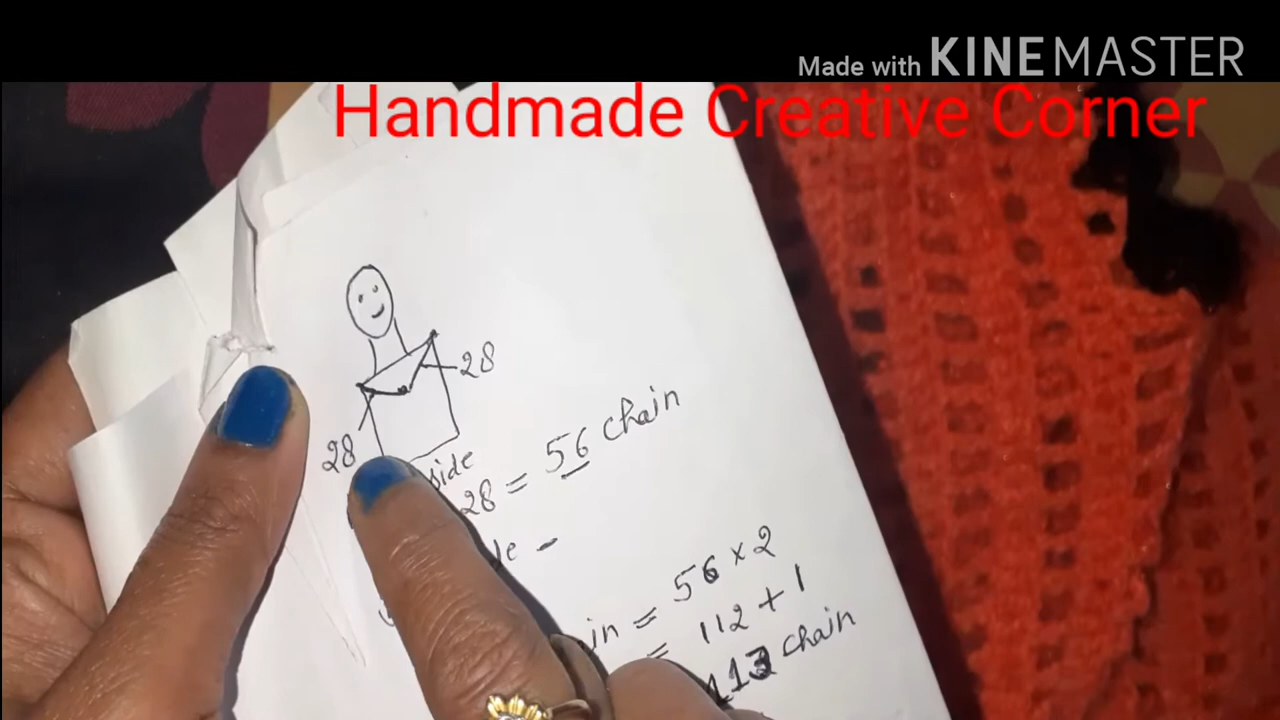 Made with KINEMASTER
Handmade Creative Corner
28
28
side
28 = 56 chain
-
= 56 x 2
= 112 + 1
113 chain